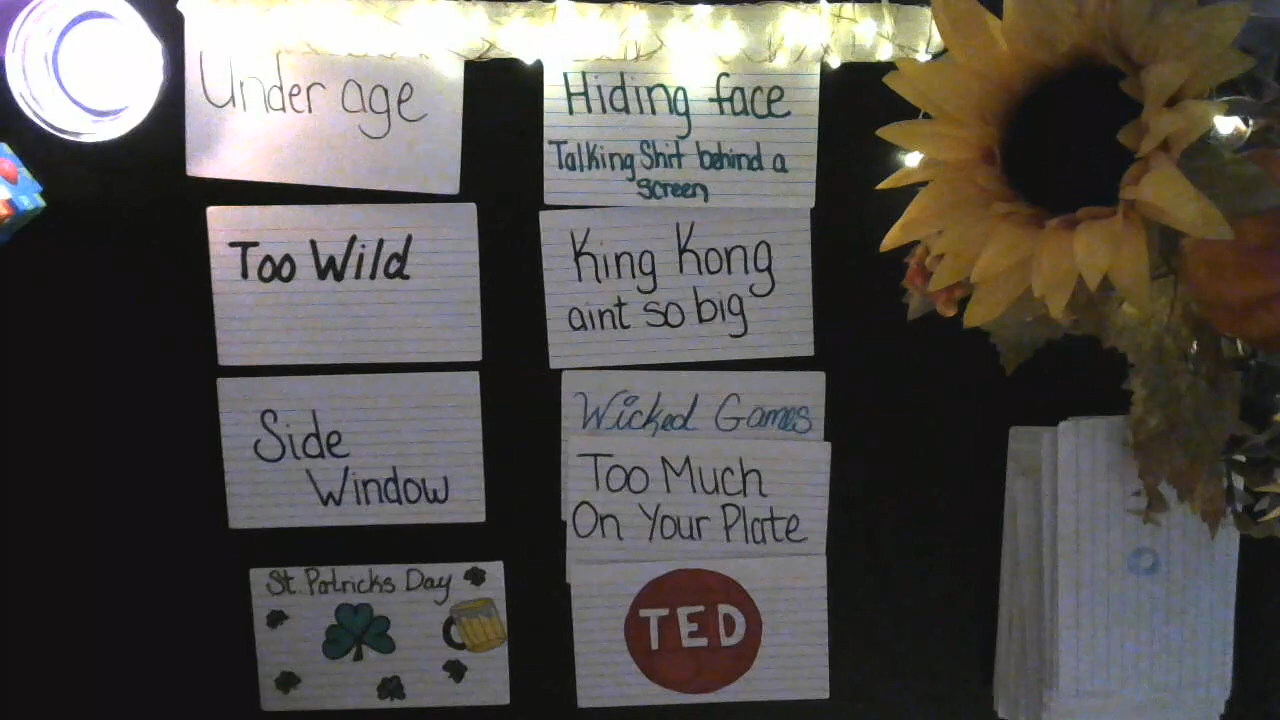 Under age
Too Wild
Side
Window
St. Patricks Day
Hiding face
Talking Shit behind a
screen
King Kong
aint so big
Wicked Games
Too Much
On Your Plate
TED